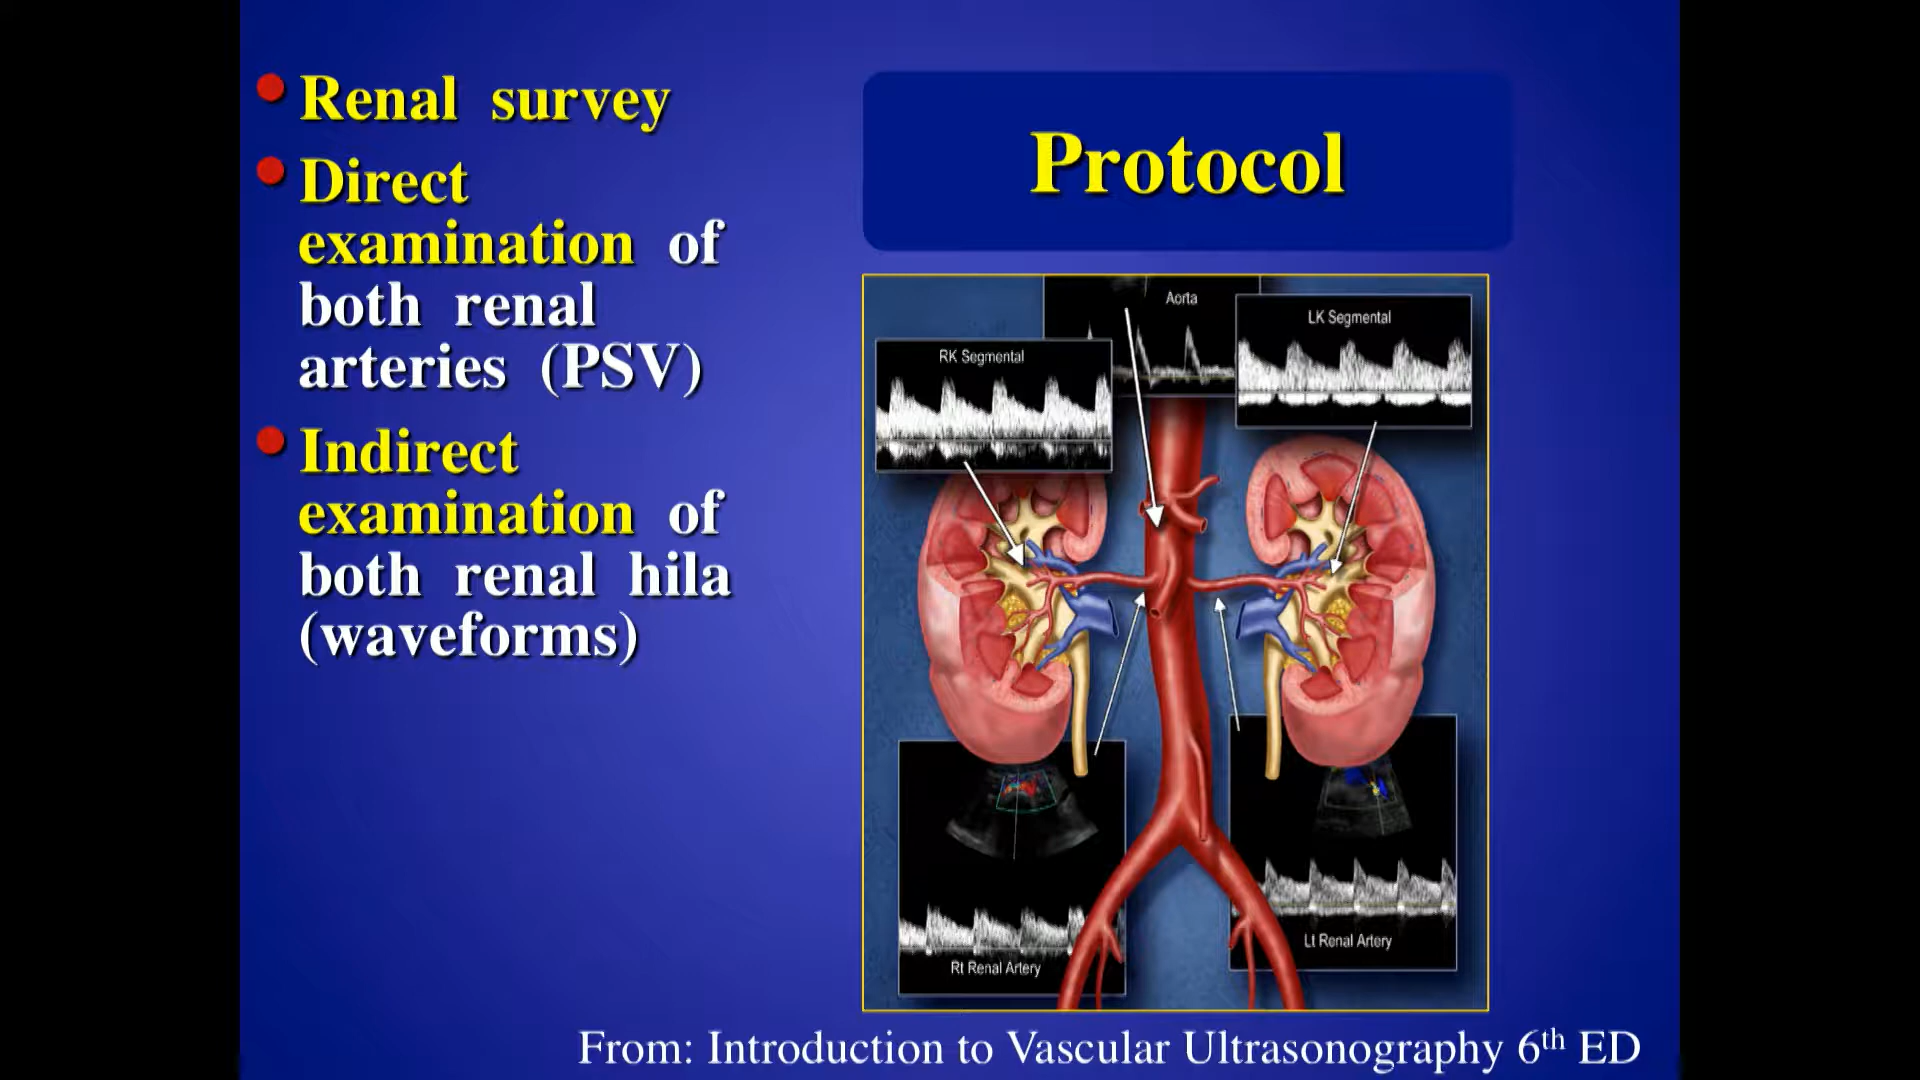 • Renal survey
• Direct
examination of
both renal
arteries (PSV)
• Indirect
examination of
both renal hila
(waveforms)
Protocol
Aorta
LK Segmental
RK Segmental
Lt Renal Artery
Rt Renal Artery
From: Introduction to Vascular Ultrasonography 6th ED